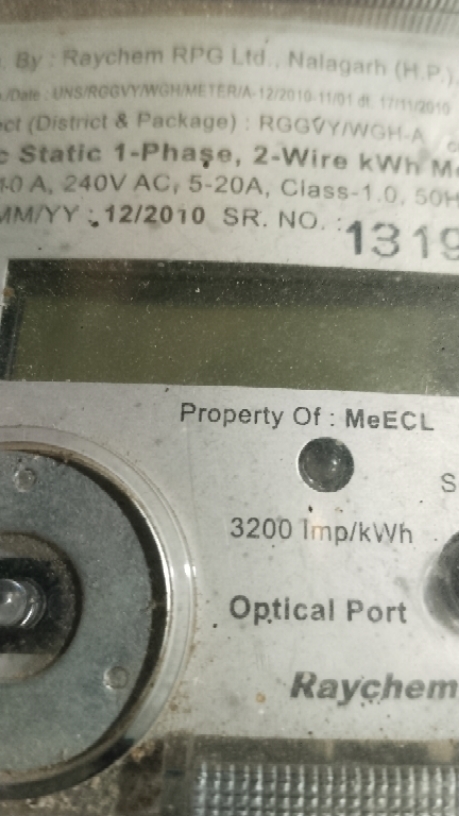 By : Raychem RPG Ltd., Nalagarh (H.P.)
/Date : UNS/RGGVY/WGH/METER/A-12/2010-11/01 dt. 17/11/2010
ect (District & Package) : RGGVY/WGH-A
c Static 1-Phase, 2-Wire kWh M
A, 240V AC, 5-20A, Class-1.0, 50H
MM/YY : 12/2010 SR. NO. : 1319
Property Of : MeECL
S
3200 Imp/kWh
Optical Port
Raychem